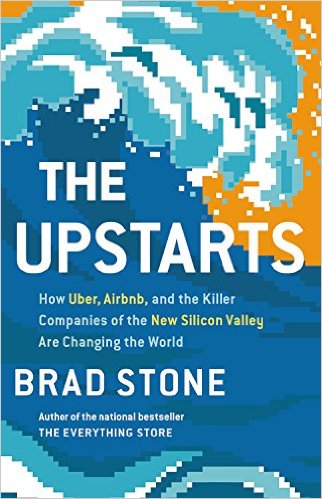 THE
UPSTARTS
How Uber, Airbnb, and the Killer
Companies of the New Silicon Valley
Are Changing the World
BRAD STONE
Author of the national bestseller
THE EVERYTHING STORE